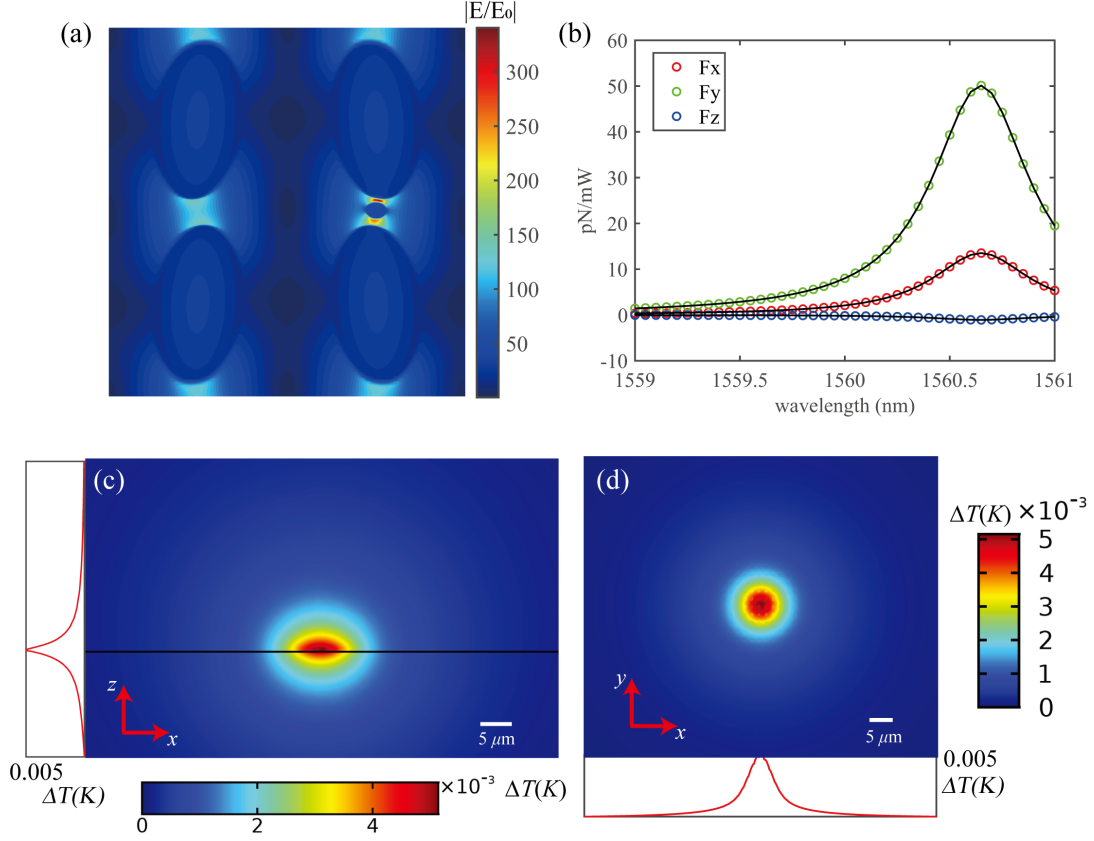 (a)
|E/E₀|
300
250
200
150
100
50
(b)
60
50
40
30
20
10
0
-10
pN/mW
Fx
Fy
Fz
1559
1559.5
1560
1560.5
1561
wavelength (nm)
(c)
z
x
5 μm
0.005
ΔT(K)
0
2
4
×10⁻³ ΔT(K)
(d)
y
x
5 μm
0.005
ΔT(K)
ΔT(K) ×10⁻³
5
4
3
2
1
0